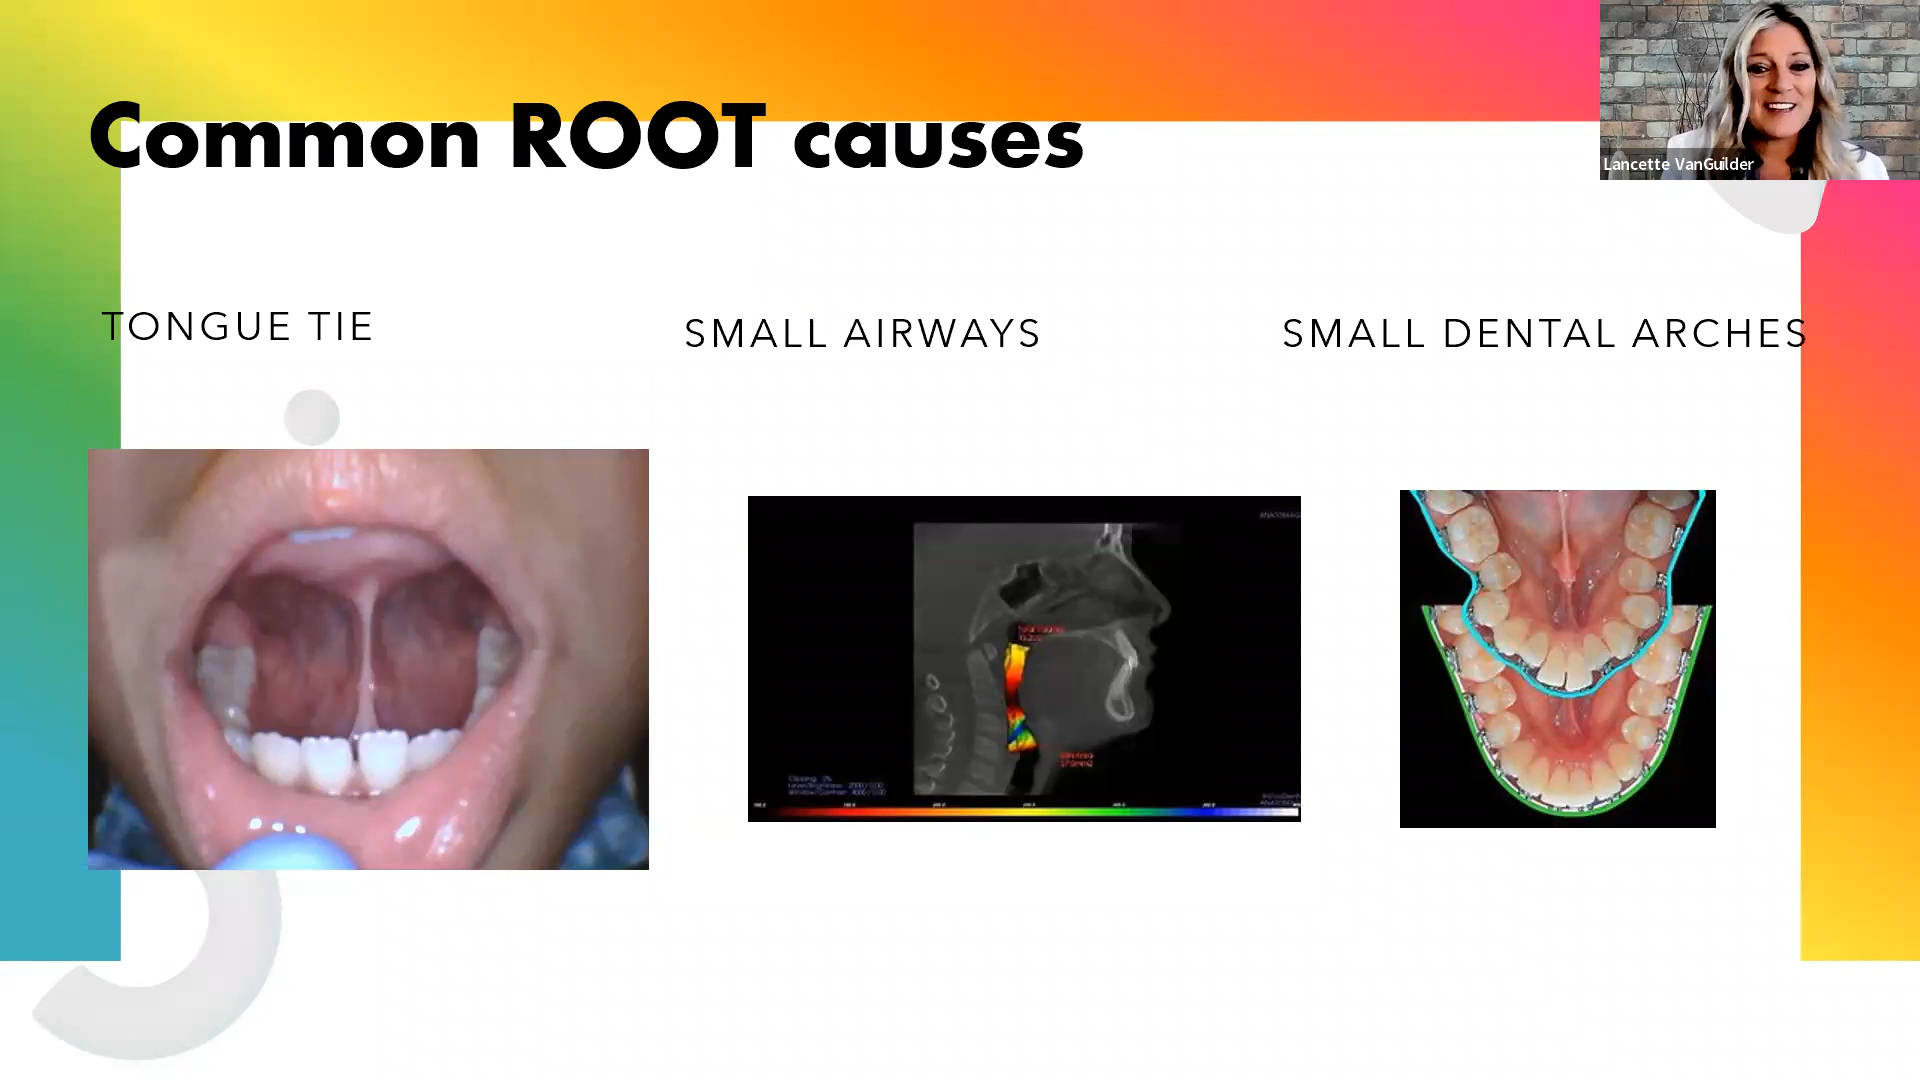 Common ROOT causes
Lancette VanGuilder
TONGUE TIE
SMALL AIRWAYS
SMALL DENTAL ARCHES